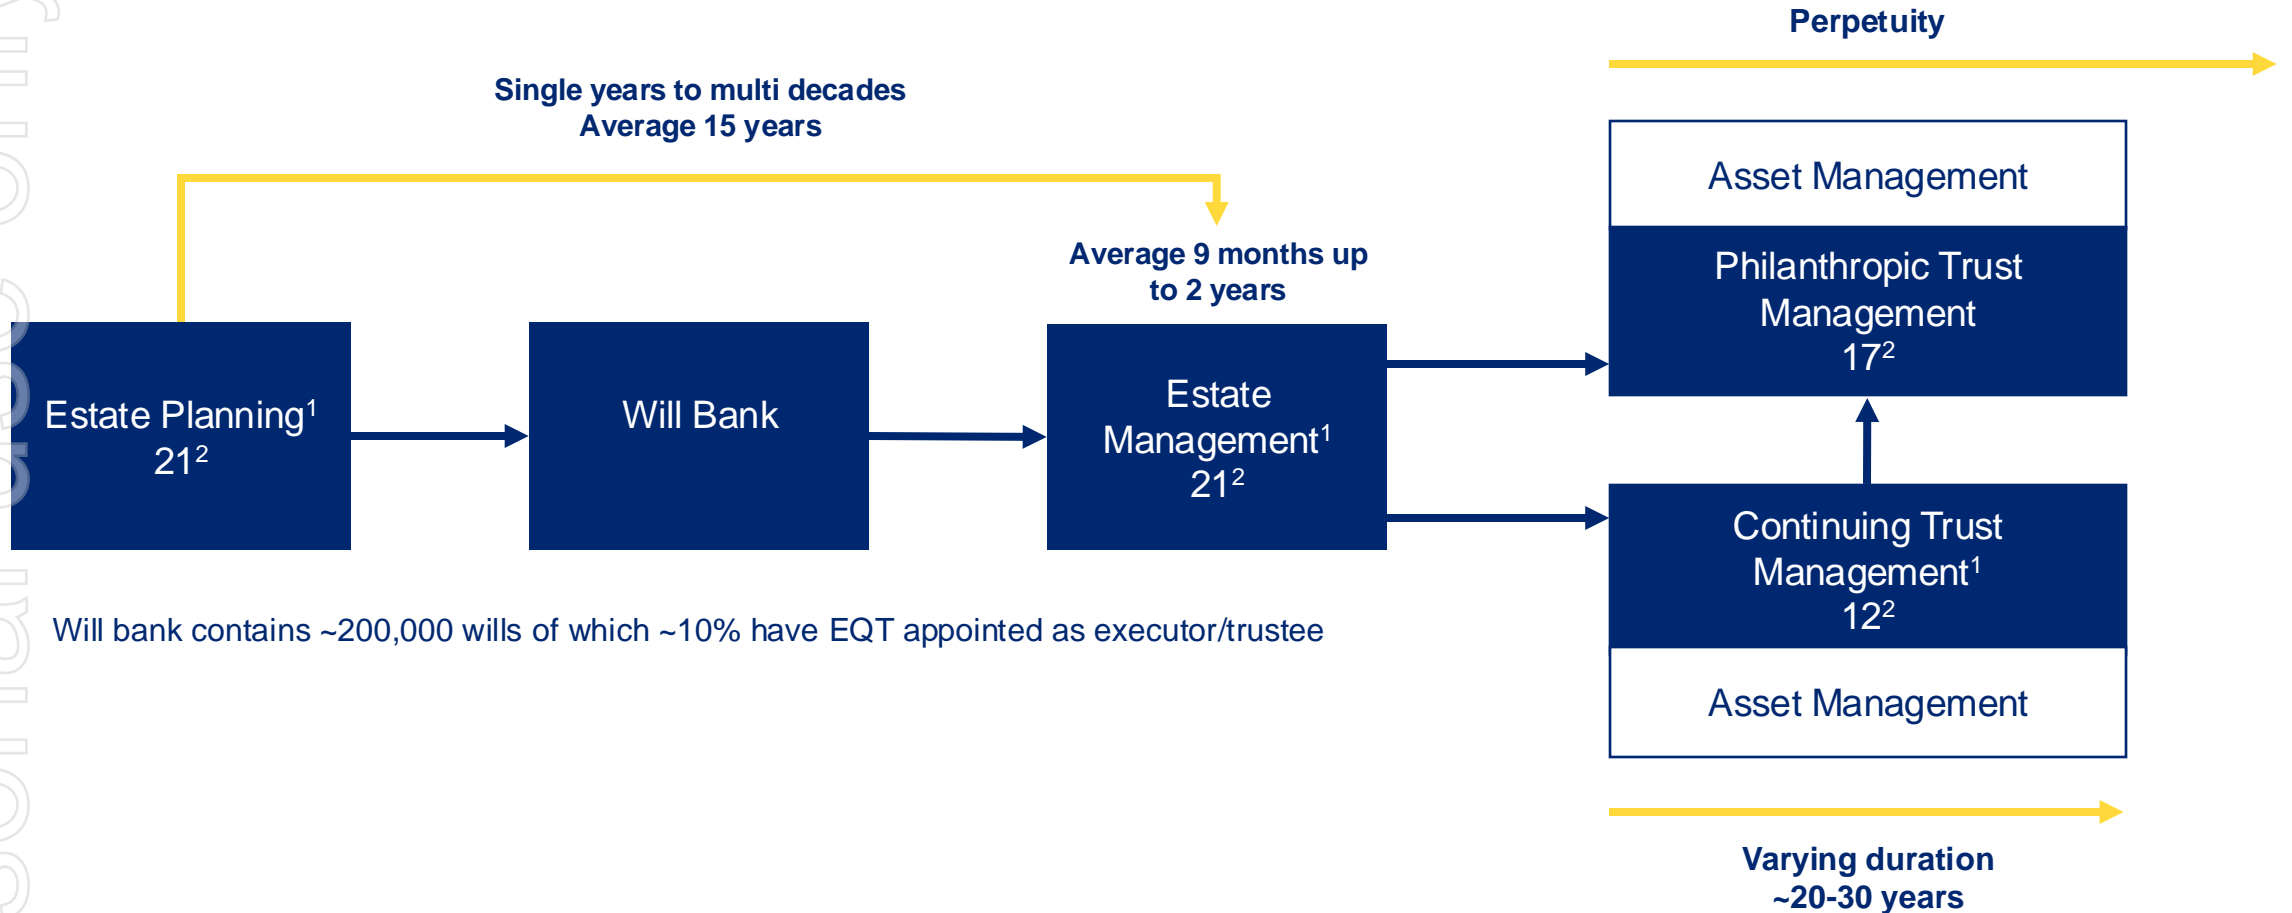 Perpetuity
Single years to multi decades
Average 15 years
Asset Management
Philanthropic Trust
Management
17²
Average 9 months up
to 2 years
Estate Planning¹
21²
Will Bank
Estate
Management¹
21²
Continuing Trust
Management¹
12²
Asset Management
Will bank contains ~200,000 wills of which ~10% have EQT appointed as executor/trustee
Varying duration
~20-30 years